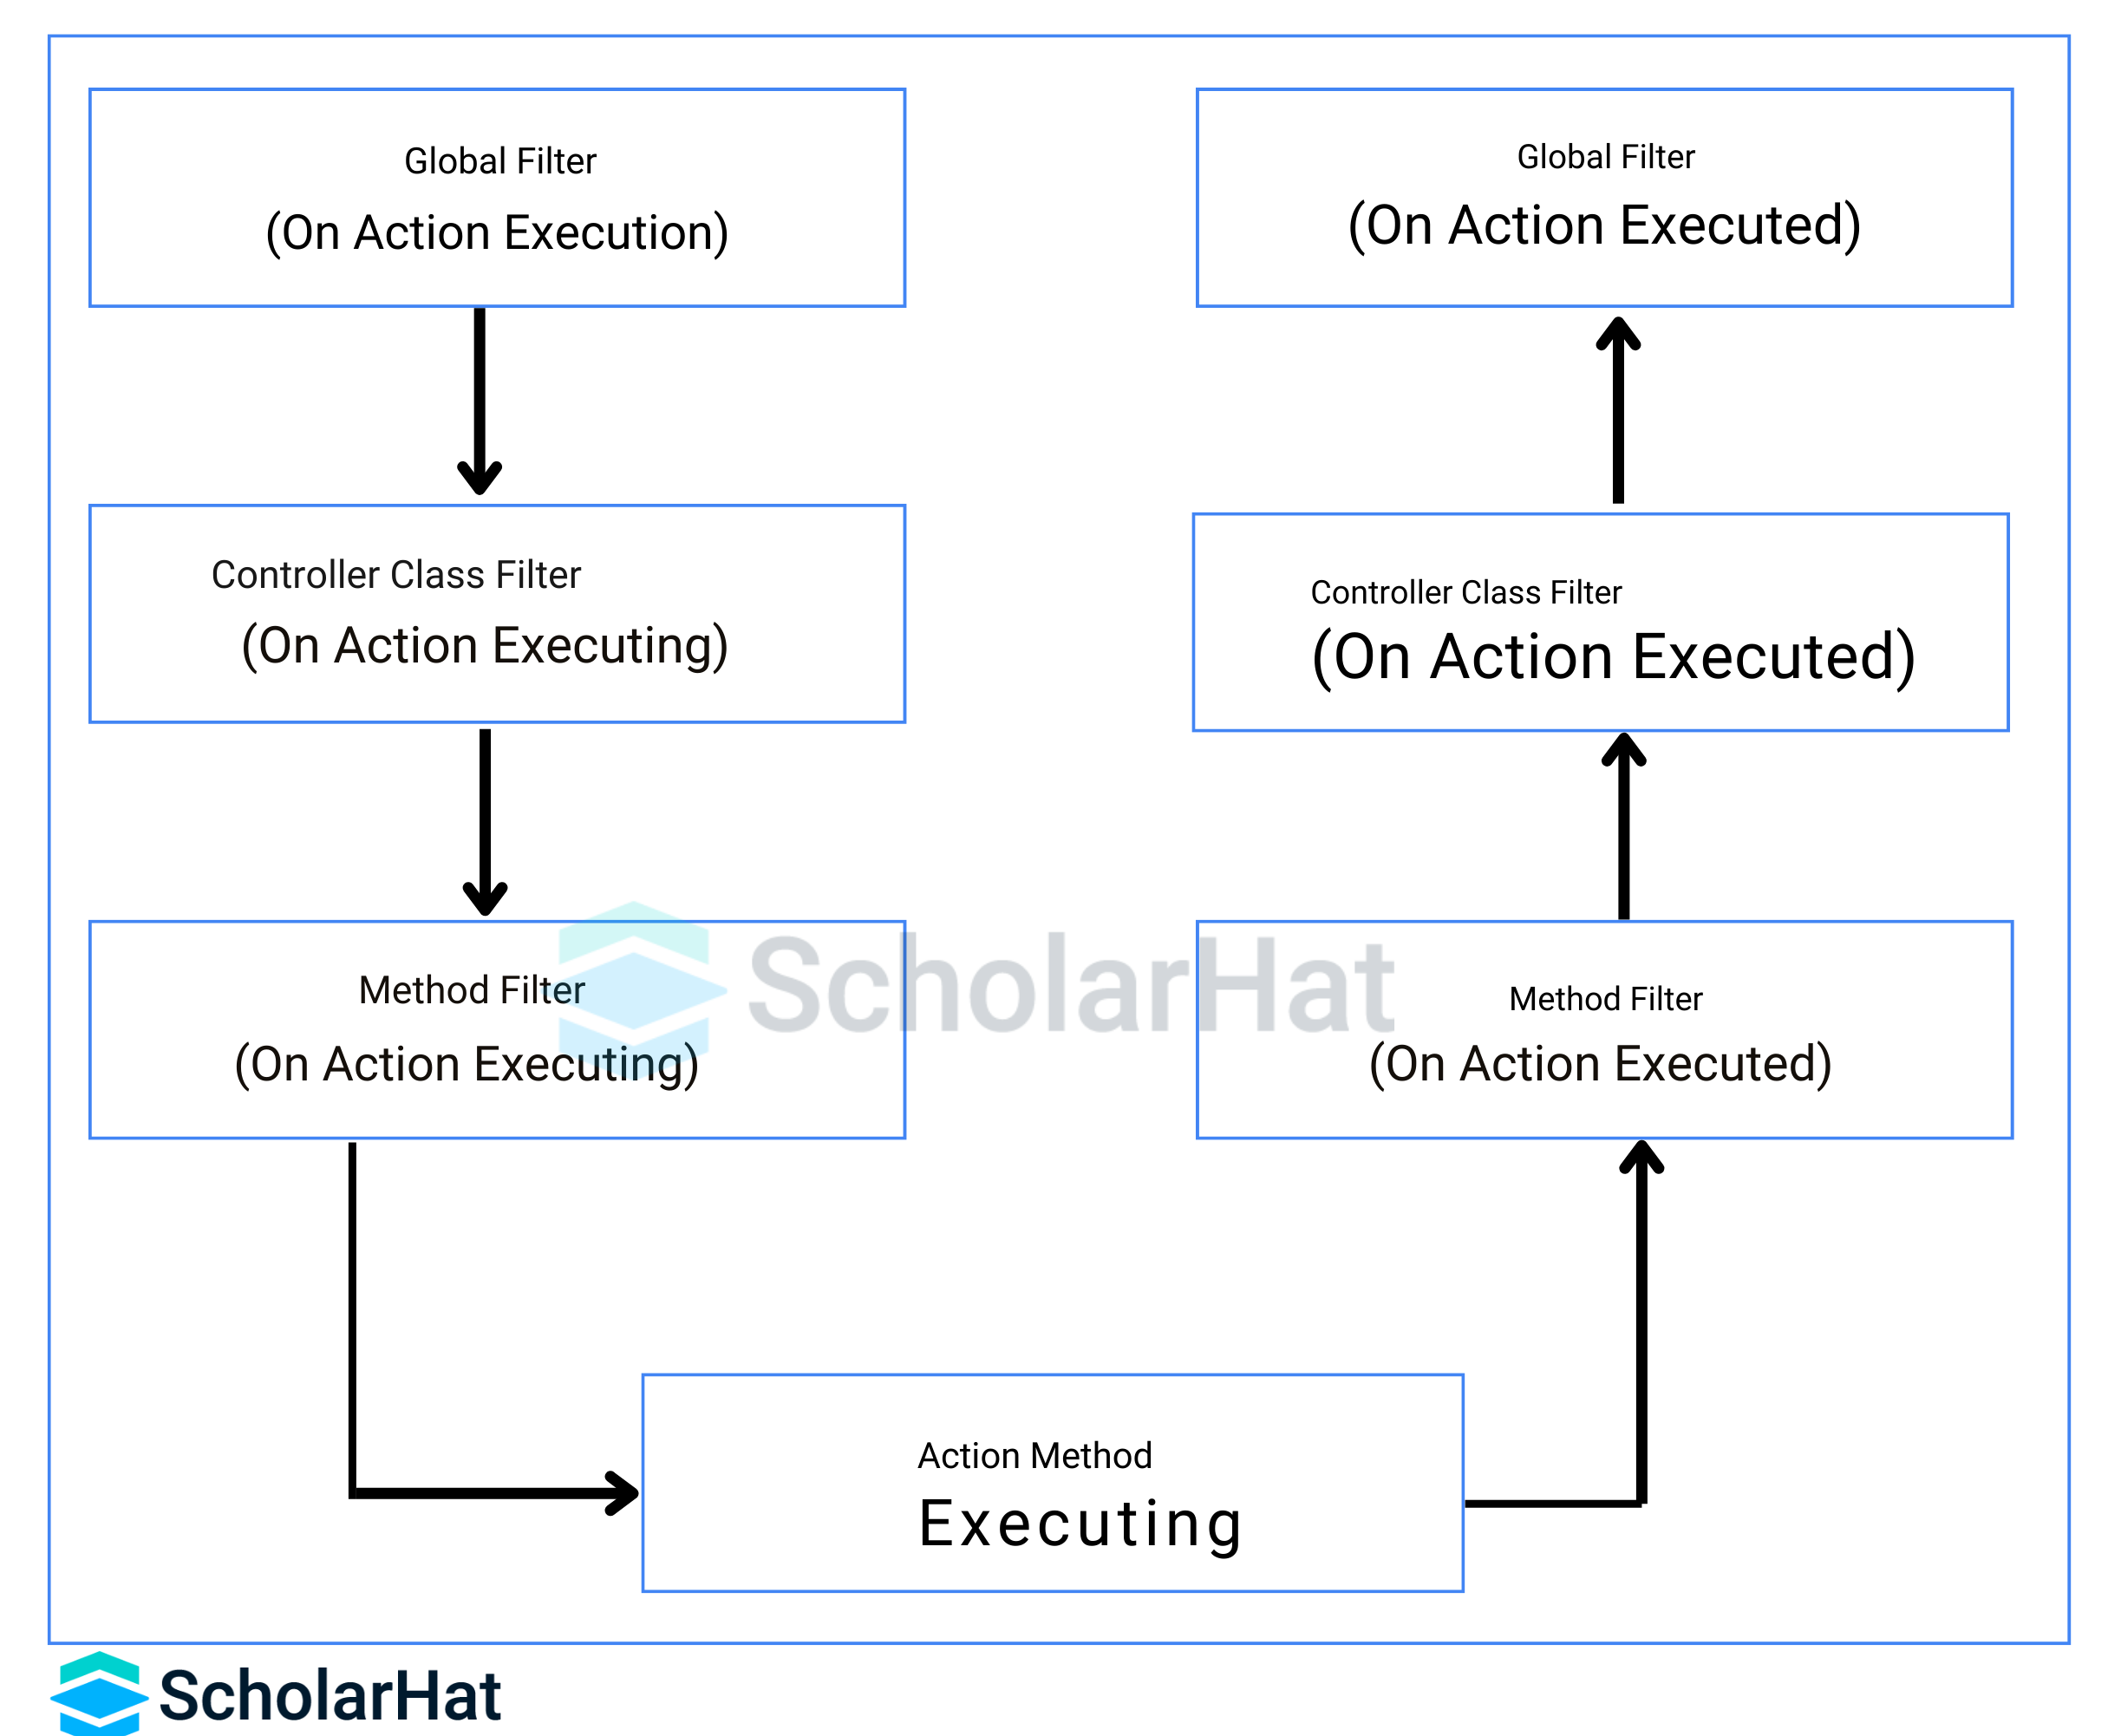 Global Filter
(On Action Execution)
Controller Class Filter
(On Action Executing)
Method Filter
(On Action Executing)
Action Method
Executing
Method Filter
(On Action Executed)
Controller Class Filter
(On Action Executed)
Global Filter
(On Action Executed)
ScholarHat
ScholarHat